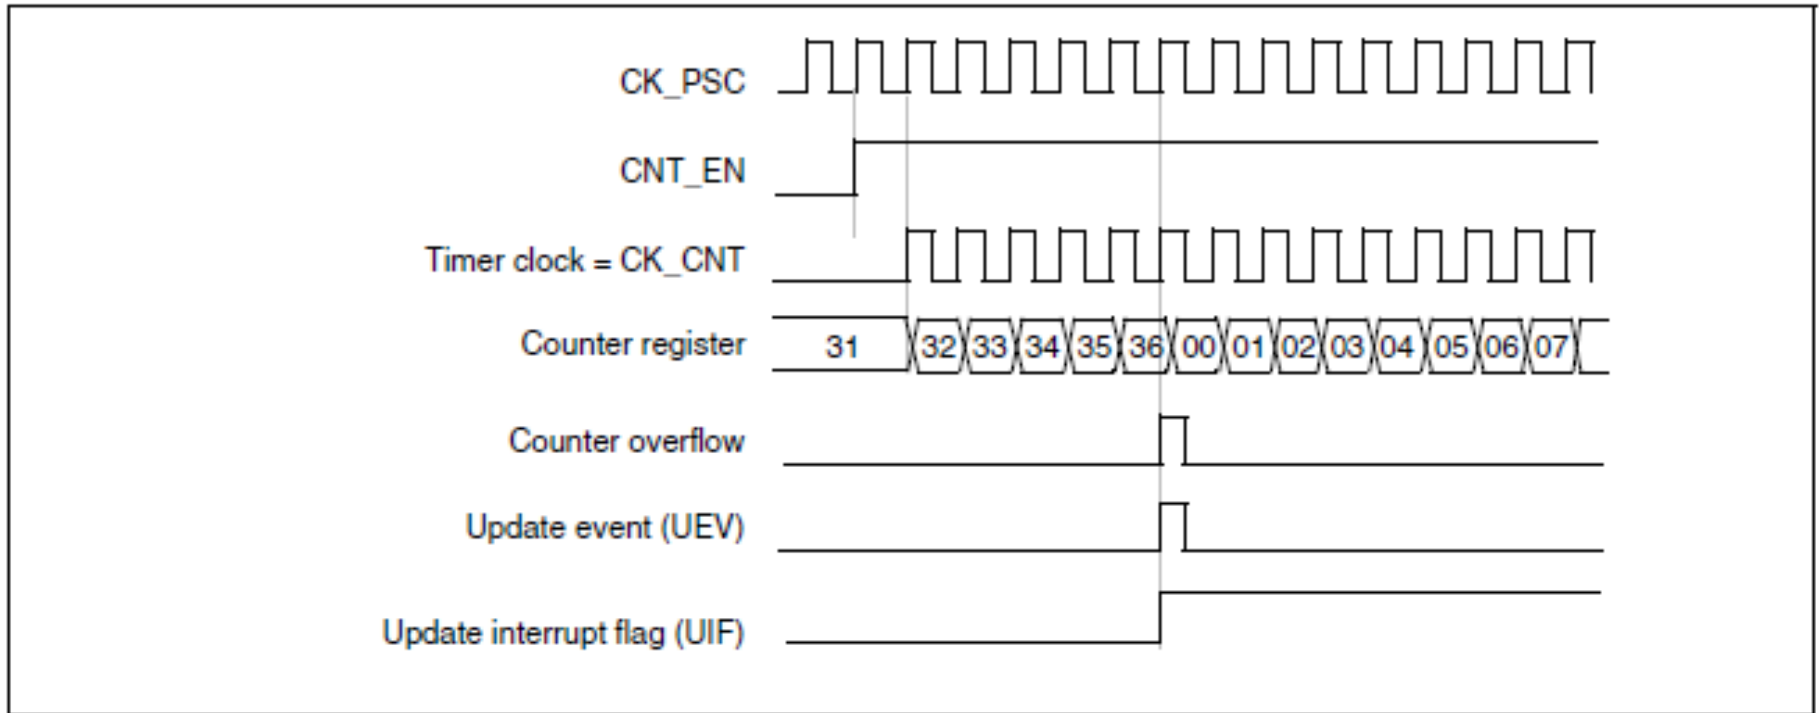 CK_PSC
CNT_EN
Timer clock = CK_CNT
Counter register 31 32 33 34 35 36 00 01 02 03 04 05 06 07
Counter overflow
Update event (UEV)
Update interrupt flag (UIF)